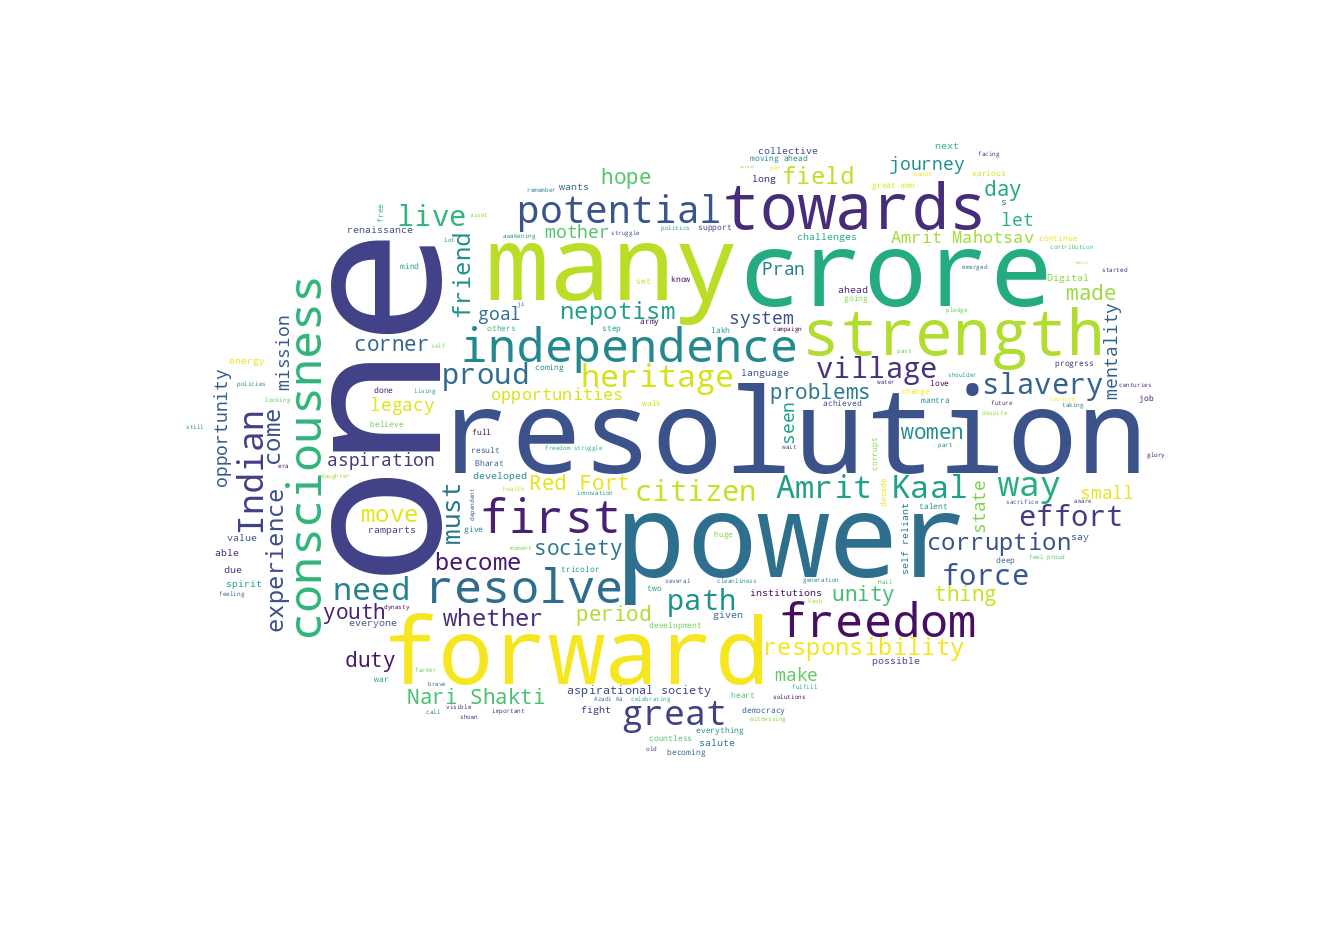 collective
next
moving ahead
facing
journey
hope
wants
remember
long
field
various
great men
day
towards
potential
live
free
asset
s
let
renaissance
mother
struggle
politics
support
challenges
Amrit Mahotsav
continue
contribution
awakening
lot
one
many
crore
friend
mind
set
know
Pran
emerged
Digital
started
ahead
going
made
ji
goal
nepotism
system
pledge
strength
mentality
army
others
step
lakh
campaign
corner
self
independence
coming
past
mission
consciousness
energy
proud
heritage
language
village
shoulder
progress
slavery
centuries
opportunity
policies
looking
done
living
legacy
opportunities
walk
problems
achieved
water
love
change
mantra
future
service
taking
job
despite
still
Indian
come
believe
full
resolution
seen
women
part
wait
era
aspiration
result
Bharat
freedom struggle
corrupt
glory
daughter
developed
Red Fort
health
innovation
citizen
Amrit Kaal
decade
talent
way
small
sacrifice
aware
state
experience
move
ramparts
must
dependent
give
first
power
huge
self reliant
effort
say
value
able
due
spirit
feeling
become
society
moment
tricolor
corruption
deep
feel proud
need
resolve
two
several
cleanliness
generation
Hail
force
thing
institutions
keep
unity
path
given
youth
dynasty
everyone
whether
period
development
freedom
forward
responsibility
possible
duty
farmer
war
brave
make
fulfill
Nari Shakti
aspirational society
Azadi Ka
celebrating
heart
solutions
call
visible
shown
important
fight
great
democracy
witnessing
everything
countless
salute
old
becoming